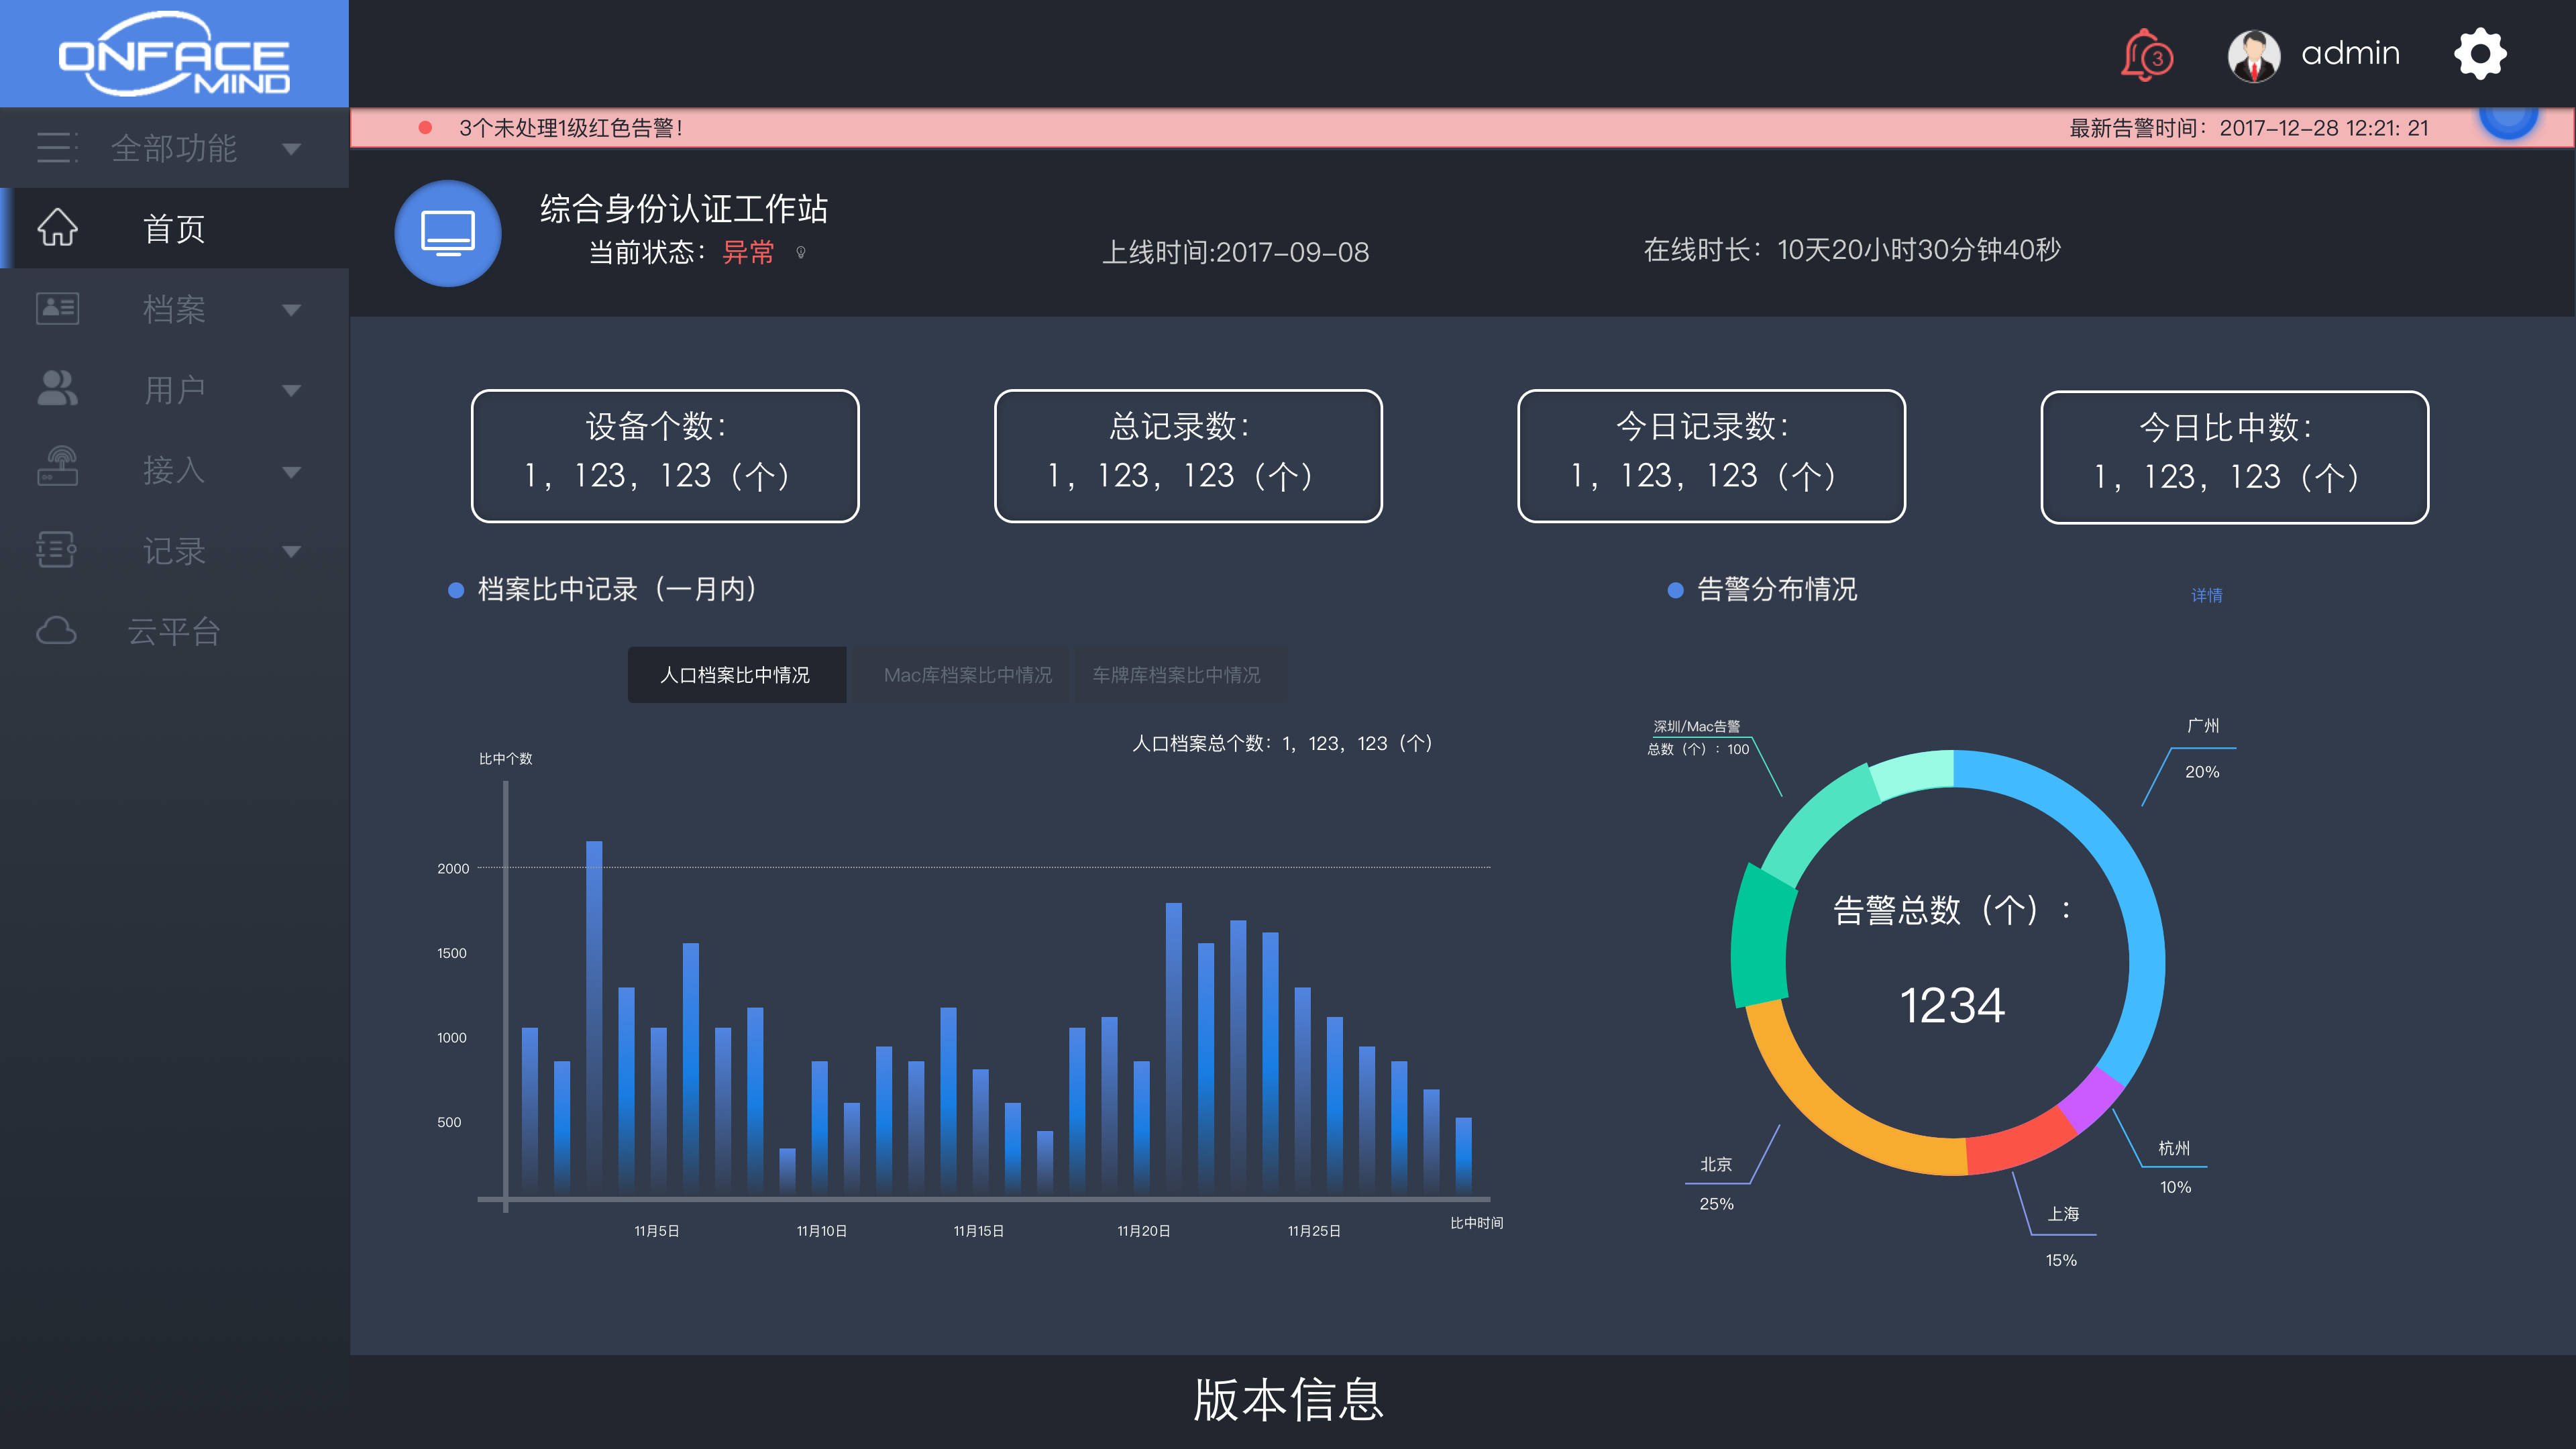 ONFACE
MIND
3
admin
3个未处理1级红色告警！
最新告警时间：2017-12-28 12:21: 21
全部功能
首页
档案
用户
接入
记录
云平台
综合身份认证工作站
当前状态：异常
上线时间:2017-09-08
在线时长：10天20小时30分钟40秒
设备个数：
1，123，123（个）
总记录数：
1，123，123（个）
今日记录数：
1，123，123（个）
今日比中数：
1，123，123（个）
档案比中记录（一月内）
人口档案比中情况
Mac库档案比中情况
车牌库档案比中情况
人口档案总个数：1，123，123（个）
比中个数
2000
1500
1000
500
11月5日
11月10日
11月15日
11月20日
11月25日
比中时间
告警分布情况
详情
深圳/Mac告警
总数（个）：100
广州
20%
告警总数（个）：
1234
杭州
10%
北京
25%
上海
15%
版本信息